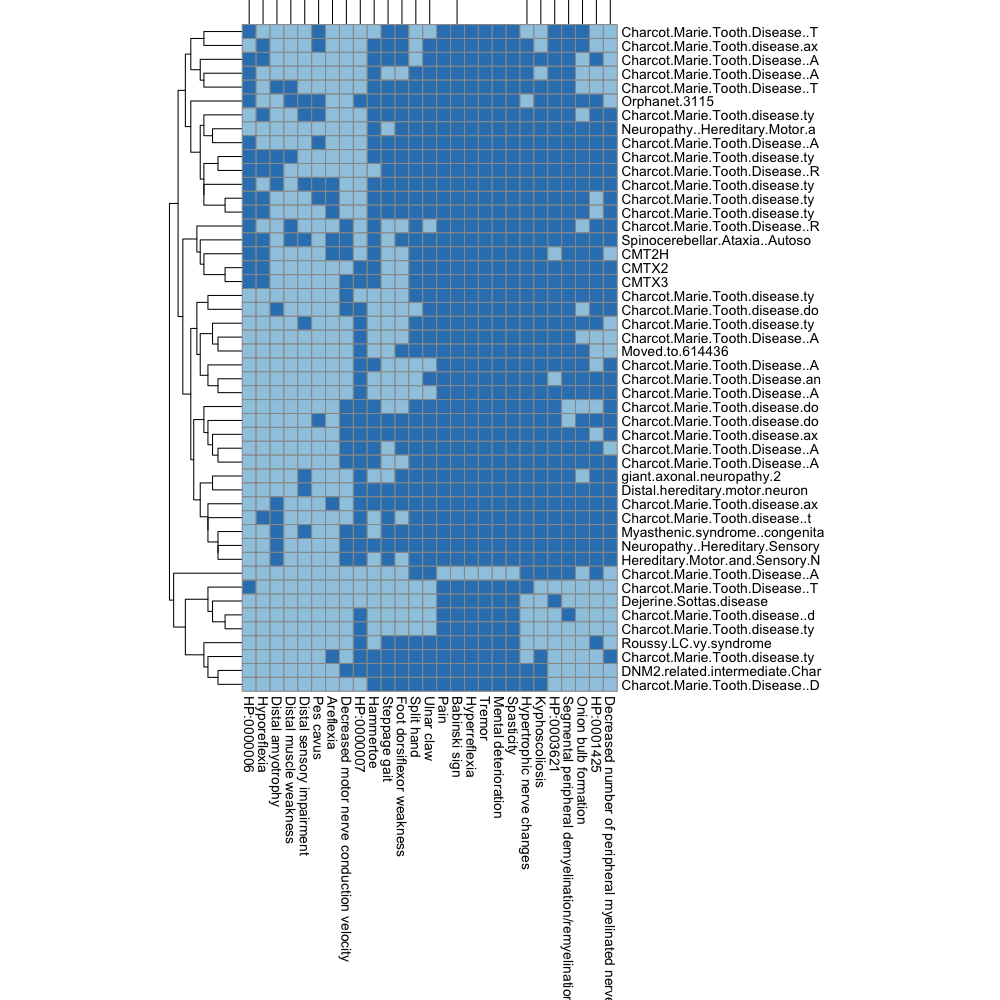 Charcot.Marie.Tooth.Disease..T
Charcot.Marie.Tooth.disease.ax
Charcot.Marie.Tooth.Disease..A
Charcot.Marie.Tooth.Disease..A
Charcot.Marie.Tooth.Disease..T
Orphanet.3115
Charcot.Marie.Tooth.disease.ty
Neuropathy..Hereditary.Motor.a
Charcot.Marie.Tooth.Disease..A
Charcot.Marie.Tooth.disease.ty
Charcot.Marie.Tooth.Disease..R
Charcot.Marie.Tooth.disease.ty
Charcot.Marie.Tooth.disease.ty
Charcot.Marie.Tooth.disease.ty
Charcot.Marie.Tooth.Disease..R
Spinocerebellar.Ataxia..Autoso
CMT2H
CMTX2
CMTX3
Charcot.Marie.Tooth.disease.ty
Charcot.Marie.Tooth.disease.do
Charcot.Marie.Tooth.disease.ty
Charcot.Marie.Tooth.Disease..A
Moved.to.614436
Charcot.Marie.Tooth.Disease..A
Charcot.Marie.Tooth.Disease.an
Charcot.Marie.Tooth.Disease..A
Charcot.Marie.Tooth.disease.do
Charcot.Marie.Tooth.disease.do
Charcot.Marie.Tooth.disease.ax
Charcot.Marie.Tooth.Disease..A
Charcot.Marie.Tooth.Disease..A
giant.axonal.neuropathy.2
Distal.hereditary.motor.neuron
Charcot.Marie.Tooth.disease.ax
Charcot.Marie.Tooth.disease..t
Myasthenic.syndrome..congenita
Neuropathy..Hereditary.Sensory
Hereditary.Motor.and.Sensory.N
Charcot.Marie.Tooth.Disease..A
Charcot.Marie.Tooth.Disease..T
Dejerine.Sottas.disease
Charcot.Marie.Tooth.disease..d
Charcot.Marie.Tooth.disease.ty
Roussy.LC.vy.syndrome
Charcot.Marie.Tooth.disease.ty
DNM2.related.intermediate.Char
Charcot.Marie.Tooth.Disease..D
HP:0000006
Hyporeflexia
Distal amyotrophy
Distal muscle weakness
Distal sensory impairment
Pes cavus
Areflexia
Decreased motor nerve conduction velocity
HP:0000007
Hammertoe
Steppage gait
Foot dorsiflexor weakness
Split hand
Ulnar claw
Pain
Babinski sign
Hyperreflexia
Tremor
Mental deterioration
Spasticity
Hypertrophic nerve changes
Kyphoscoliosis
HP:0003621
Segmental peripheral demyelination/remyelination
Onion bulb formation
HP:0001425
Decreased number of peripheral myelinated nerve